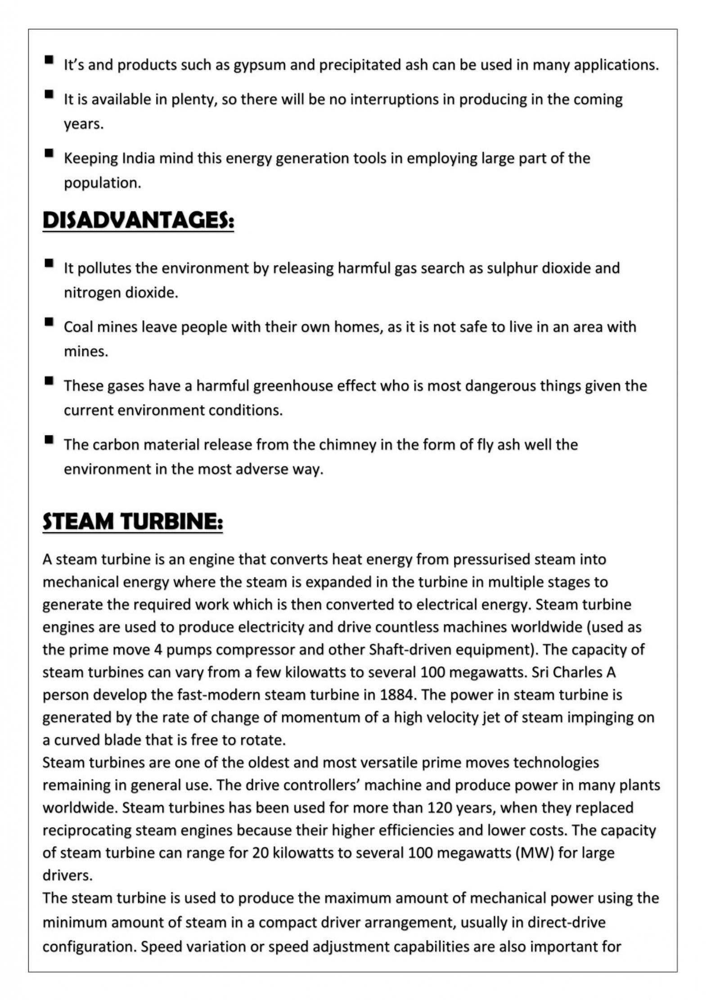 It’s and products such as gypsum and precipitated ash can be used in many applications.
It is available in plenty, so there will be no interruptions in producing in the coming
years.
Keeping India mind this energy generation tools in employing large part of the
population.
DISADVANTAGES:
It pollutes the environment by releasing harmful gas search as sulphur dioxide and
nitrogen dioxide.
Coal mines leave people with their own homes, as it is not safe to live in an area with
mines.
These gases have a harmful greenhouse effect who is most dangerous things given the
current environment conditions.
The carbon material release from the chimney in the form of fly ash well the
environment in the most adverse way.
STEAM TURBINE:
A steam turbine is an engine that converts heat energy from pressurised steam into
mechanical energy where the steam is expanded in the turbine in multiple stages to
generate the required work which is then converted to electrical energy. Steam turbine
engines are used to produce electricity and drive countless machines worldwide (used as
the prime move 4 pumps compressor and other Shaft-driven equipment). The capacity of
steam turbines can vary from a few kilowatts to several 100 megawatts. Sri Charles A
person develop the fast-modern steam turbine in 1884. The power in steam turbine is
generated by the rate of change of momentum of a high velocity jet of steam impinging on
a curved blade that is free to rotate.
Steam turbines are one of the oldest and most versatile prime moves technologies
remaining in general use. The drive controllers’ machine and produce power in many plants
worldwide. Steam turbines has been used for more than 120 years, when they replaced
reciprocating steam engines because their higher efficiencies and lower costs. The capacity
of steam turbine can range for 20 kilowatts to several 100 megawatts (MW) for large
drivers.
The steam turbine is used to produce the maximum amount of mechanical power using the
minimum amount of steam in a compact driver arrangement, usually in direct-drive
configuration. Speed variation or speed adjustment capabilities are also important for